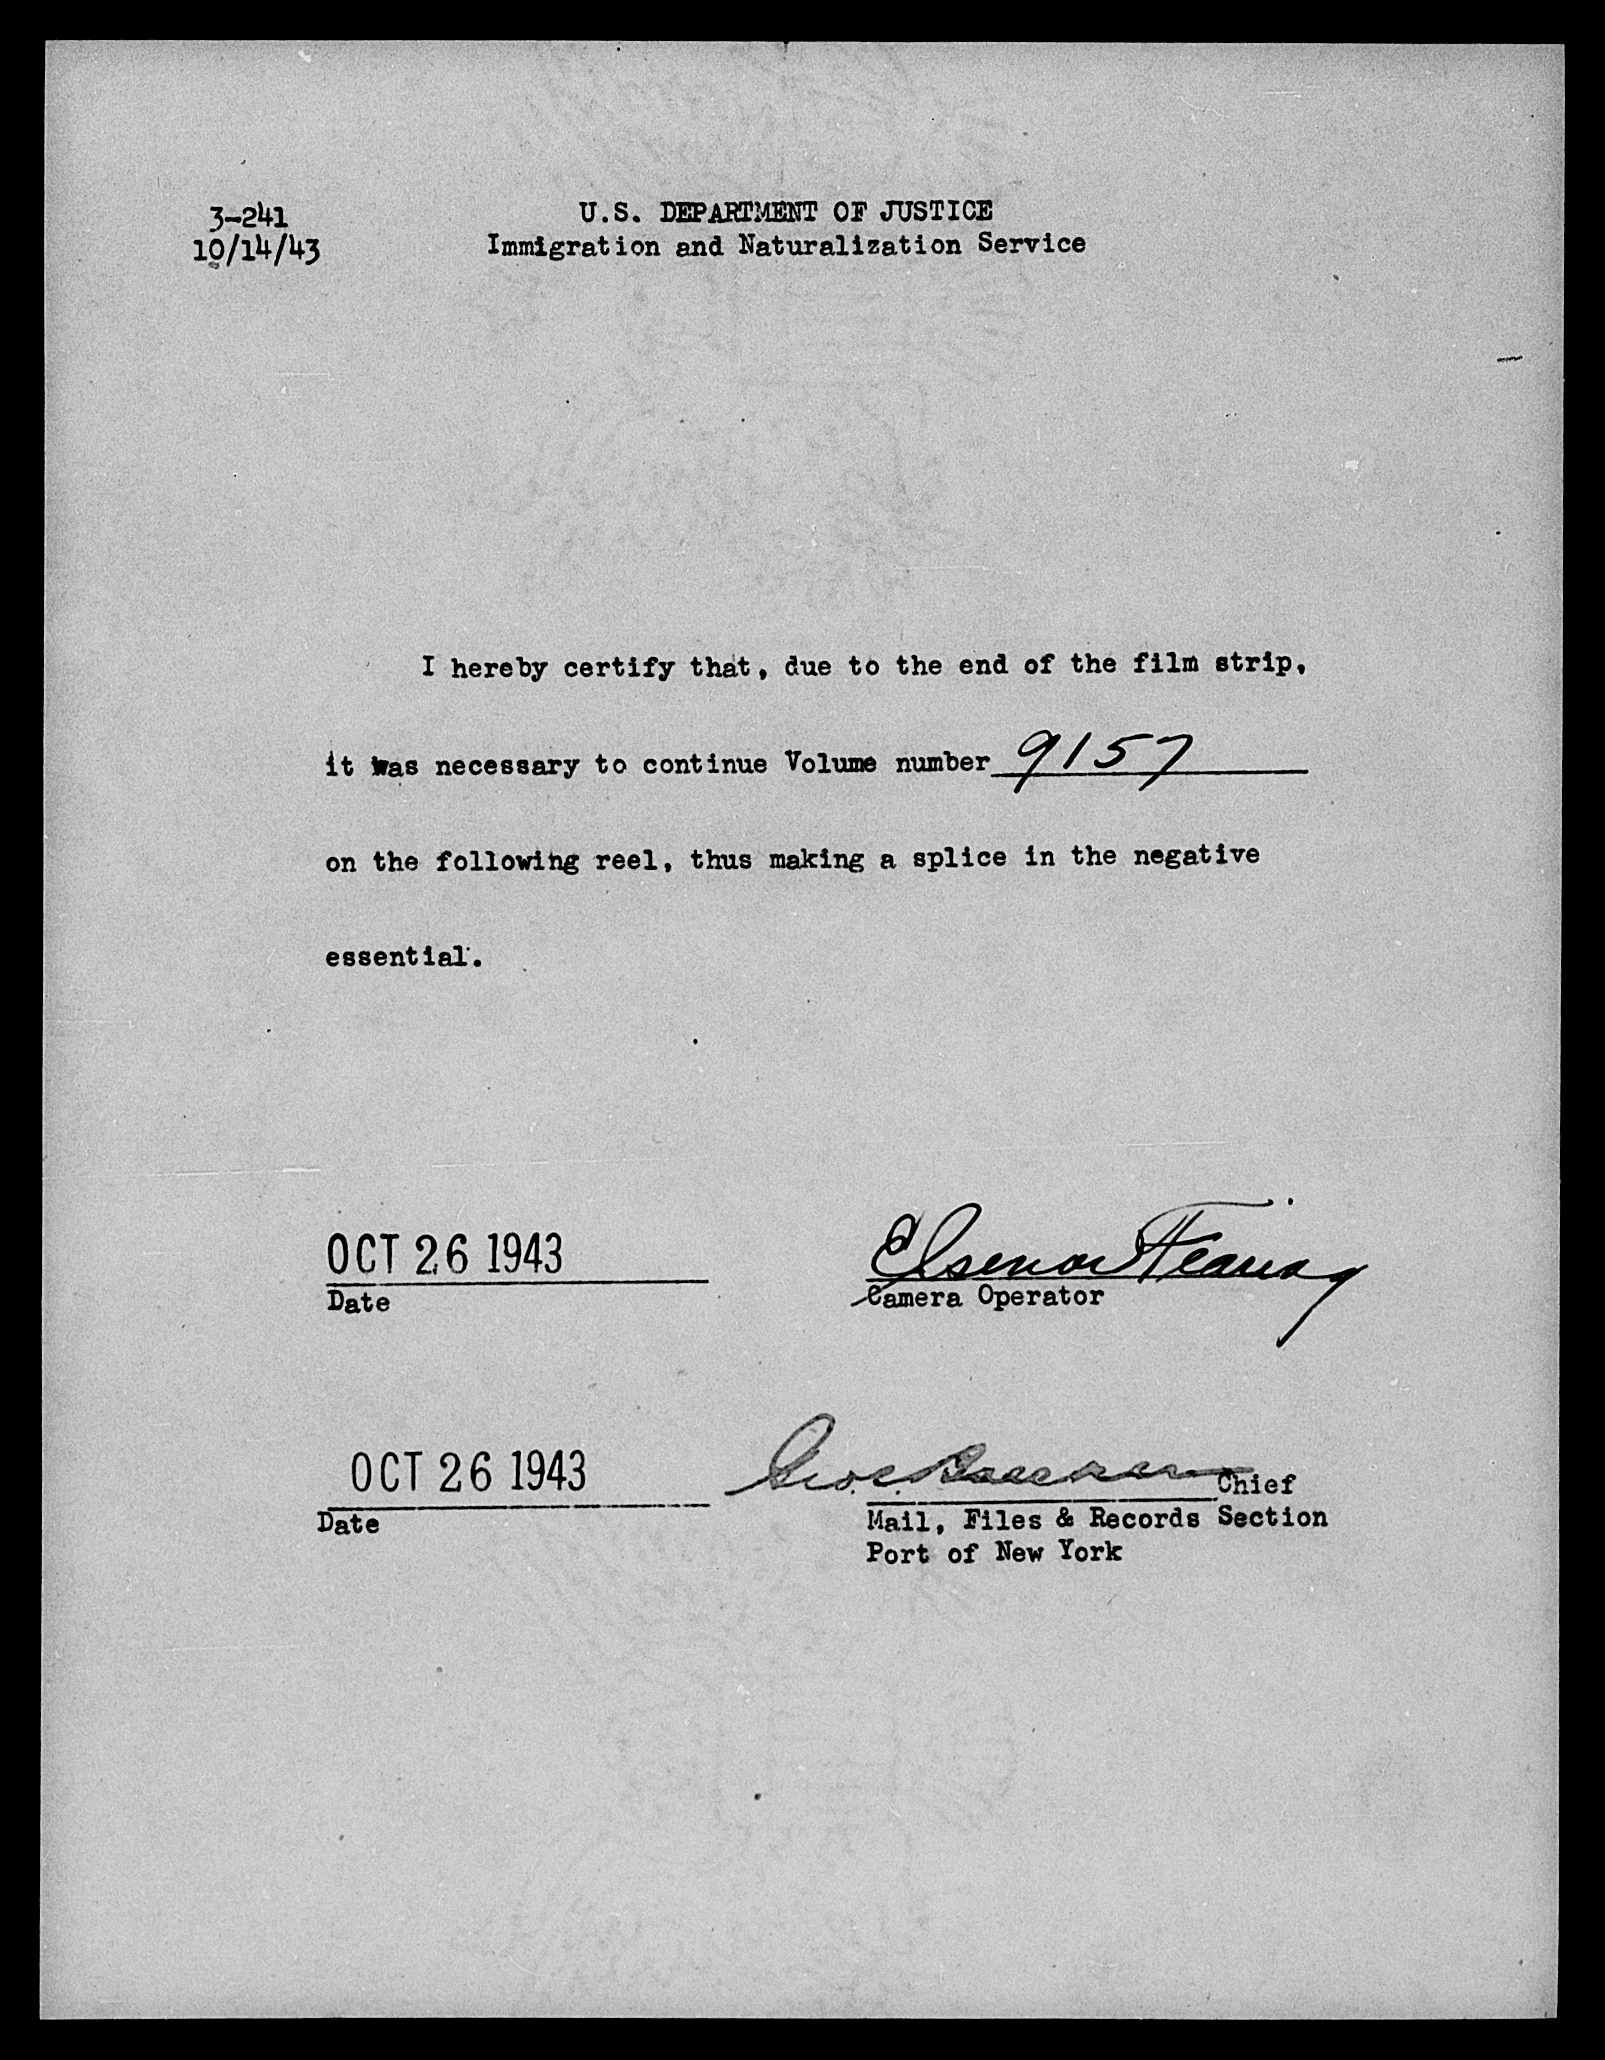 3-241
10/14/43
U.S. DEPARTMENT OF JUSTICE
Immigration and Naturalization Service
I hereby certify that, due to the end of the film strip,
it was necessary to continue Volume number 9157
on the following reel, thus making a splice in the negative
essential.
OCT 26 1943
Date
Camera Operator
OCT 26 1943
Date
Geo. Chief
Mail, Files & Records Section
Port of New York